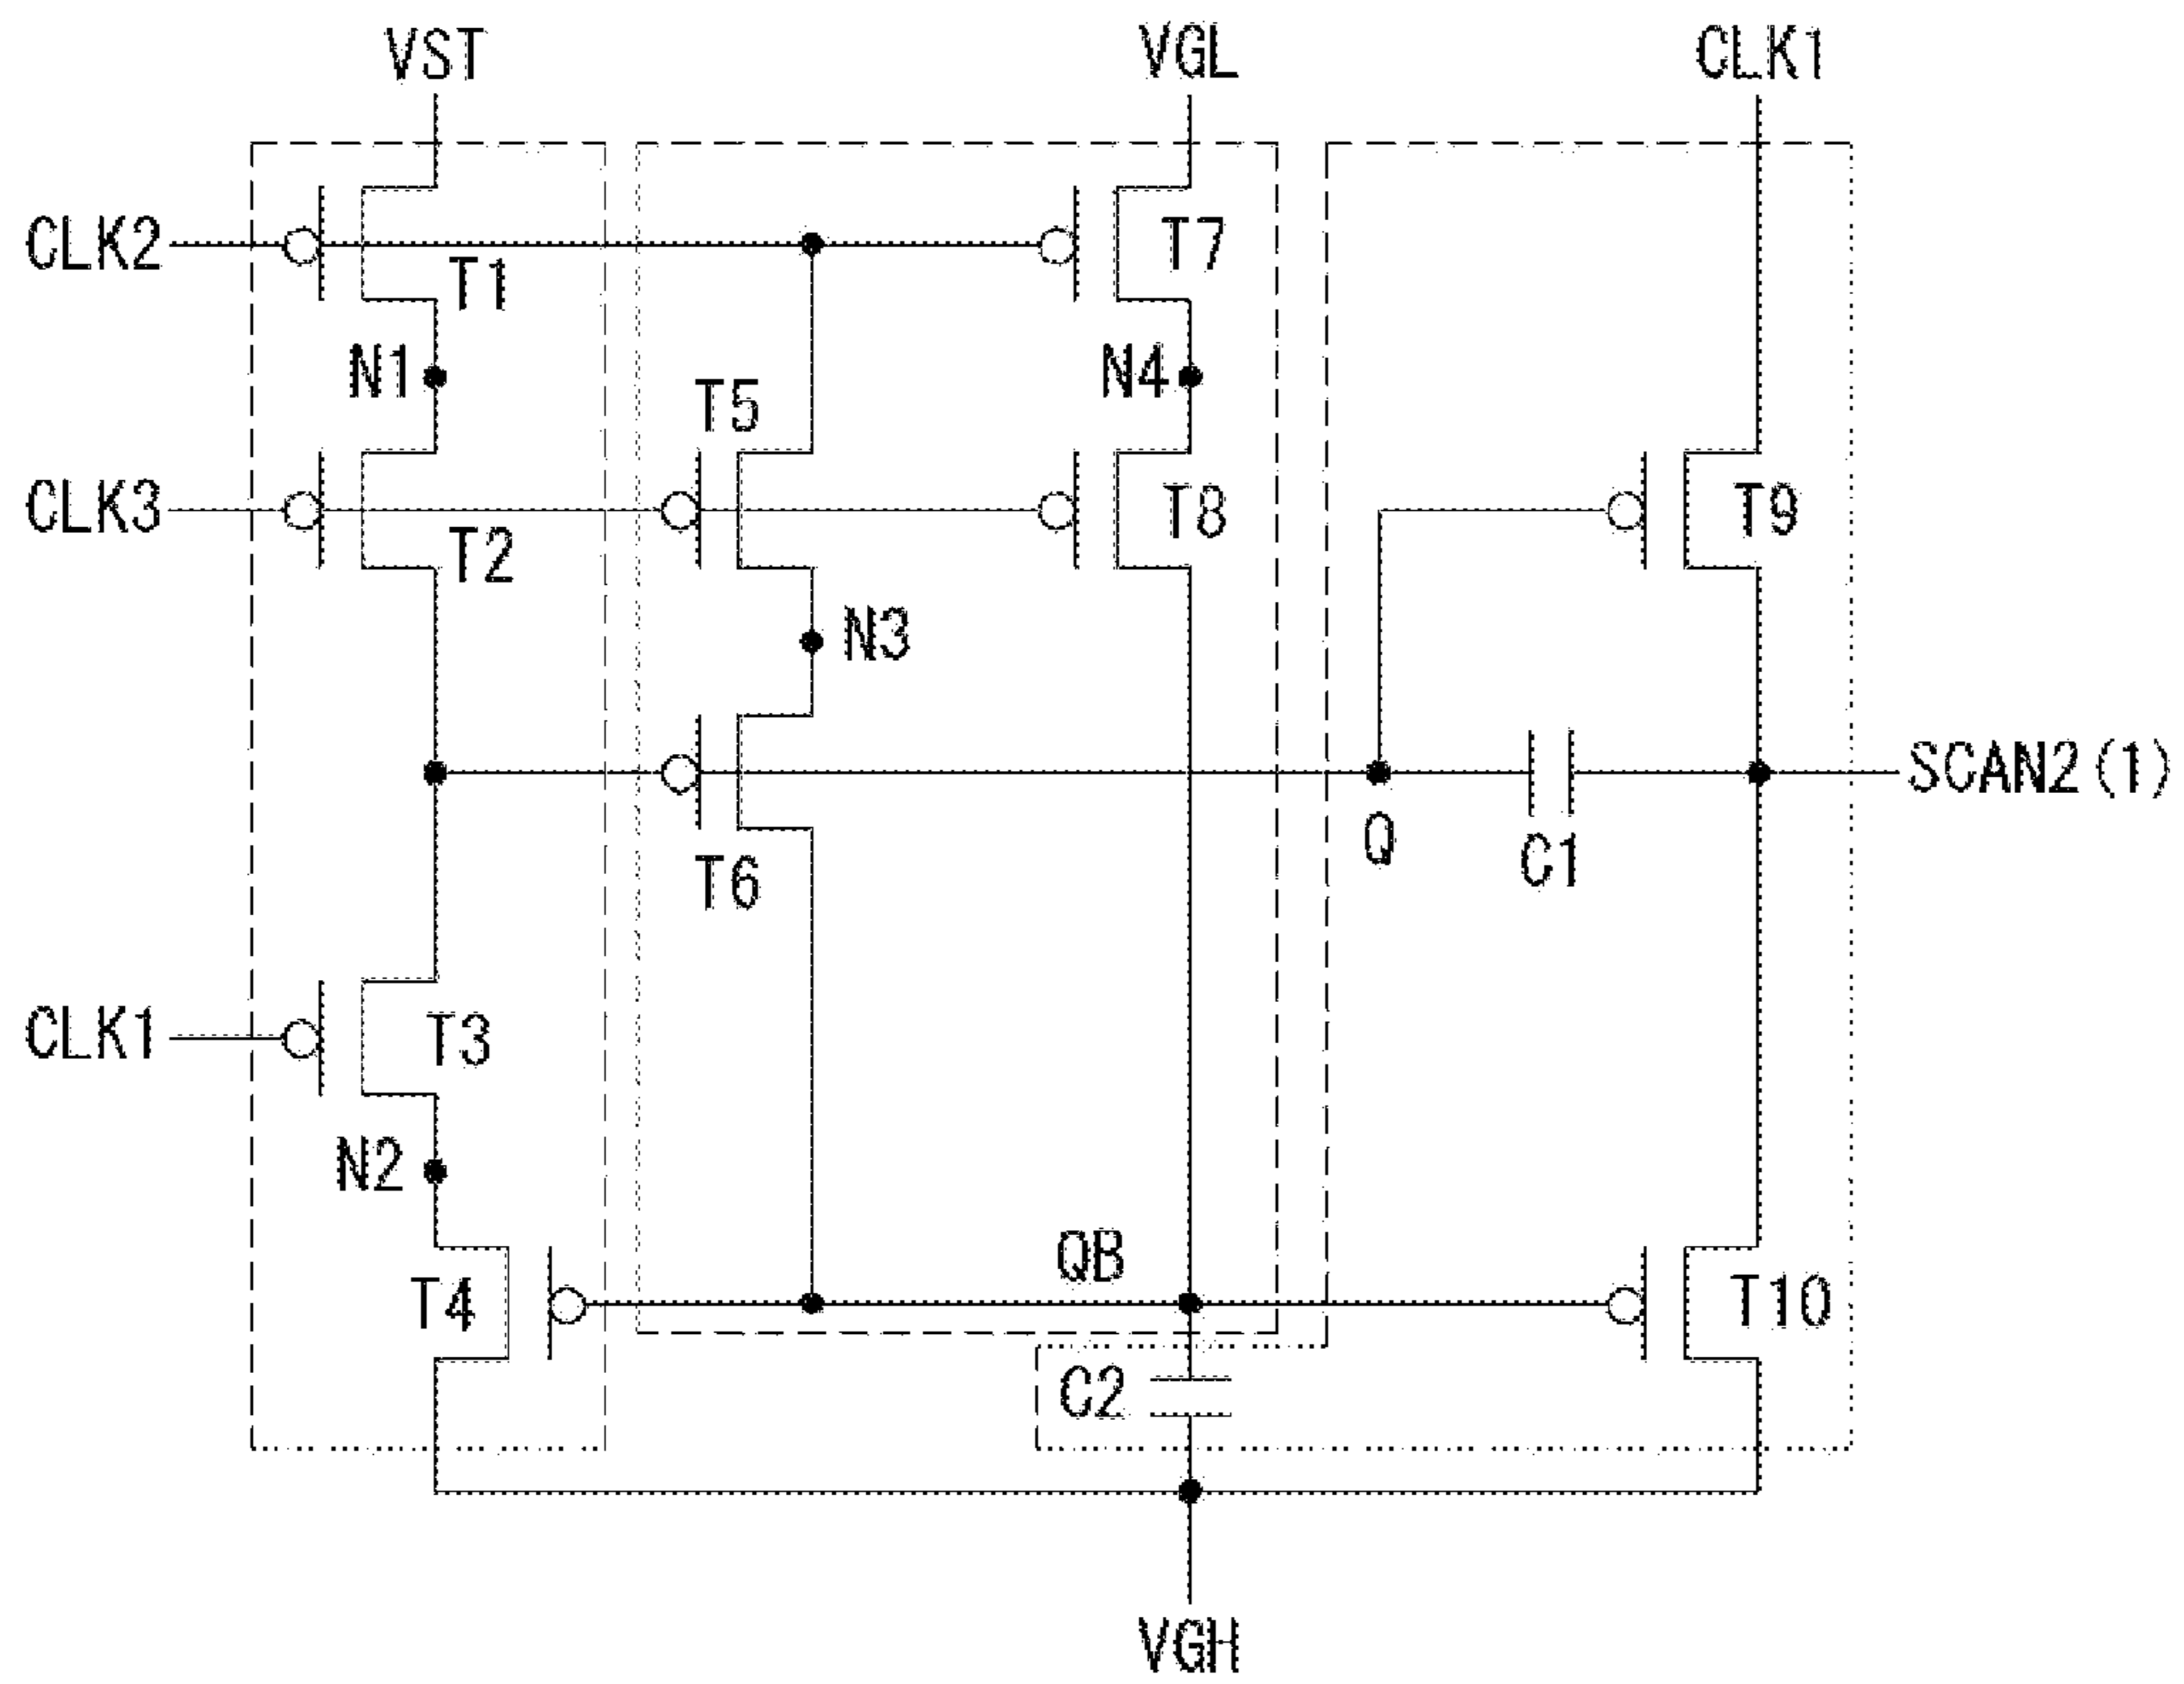 VST
VGL
CLK1
CLK2
T1
T7
N1
N4
T5
CLK3
T2
T8
T9
N3
SCAN2(1)
Q
C1
T6
CLK1
T3
N2
QB
T4
T10
C2
VGH